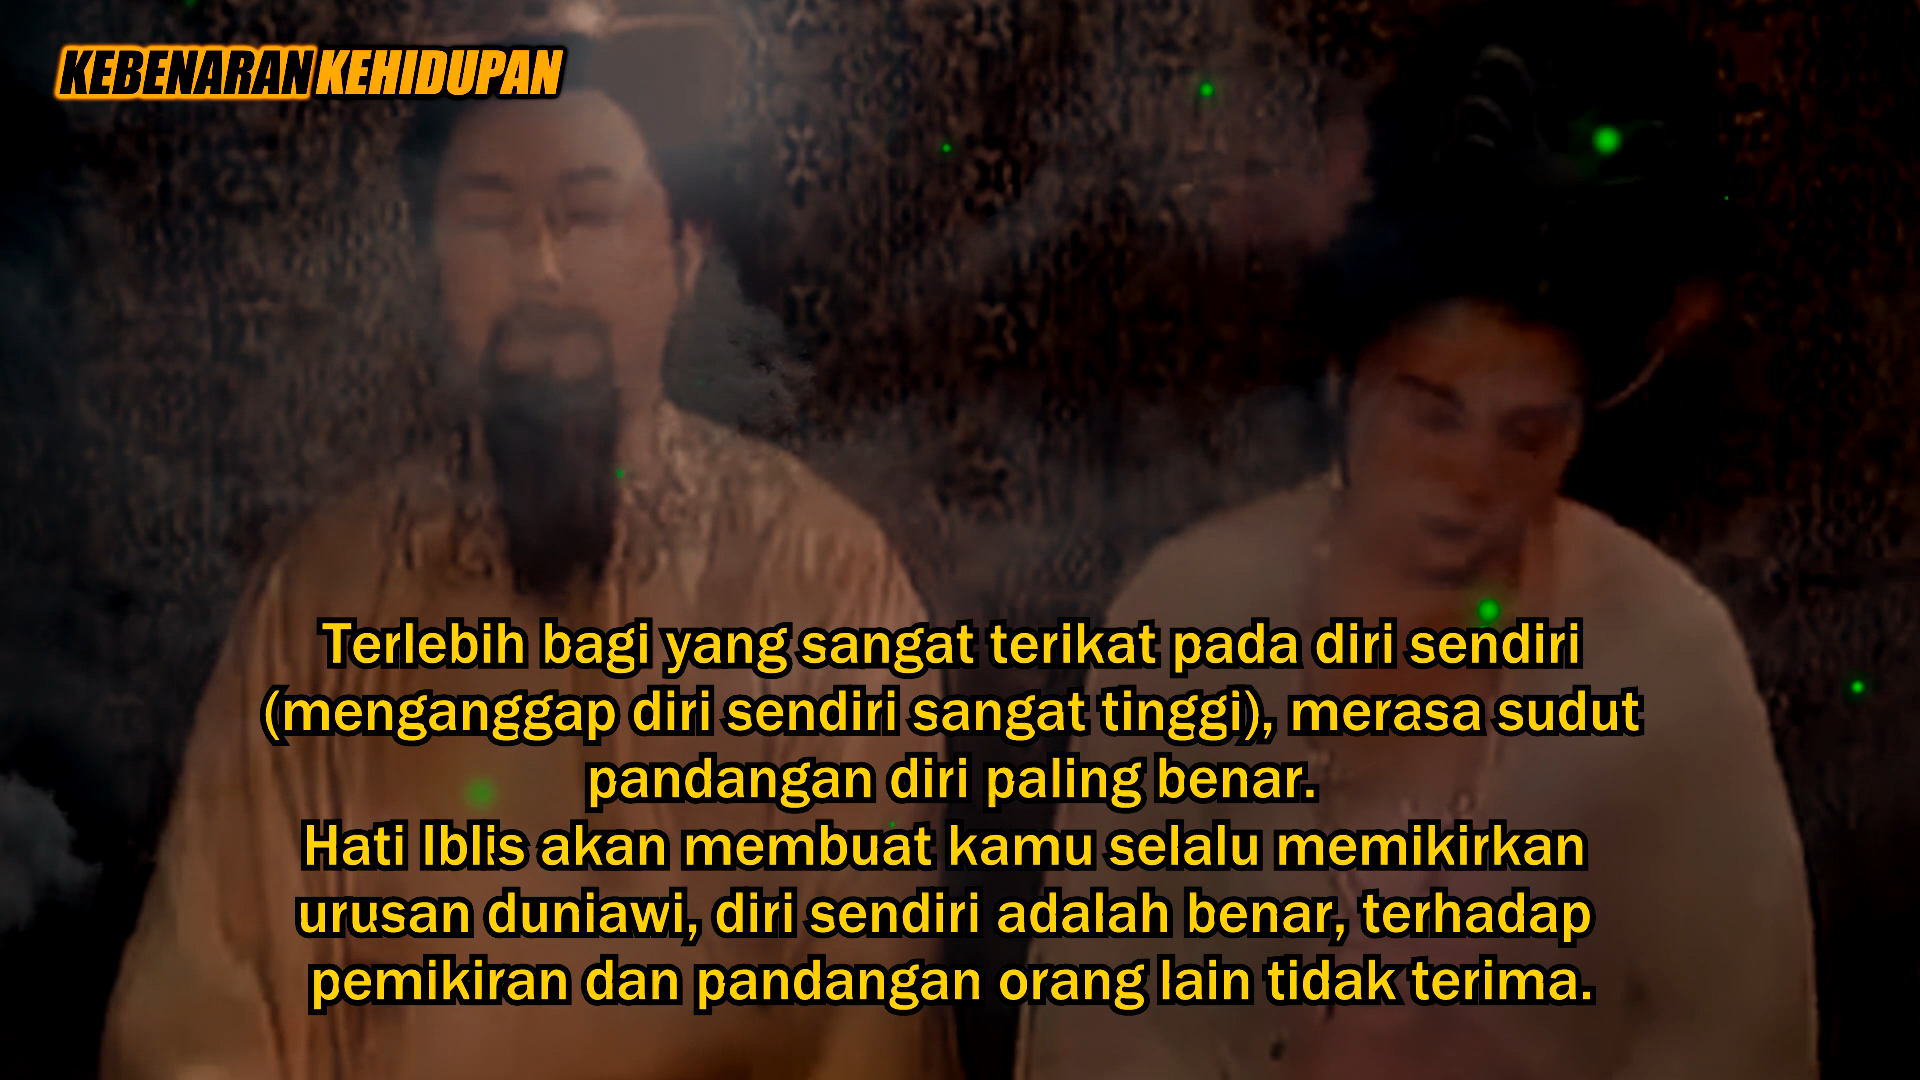 KEBENARAN KEHIDUPAN
Terlebih bagi yang sangat terikat pada diri sendiri
(menganggap diri sendiri sangat tinggi), merasa sudut
pandangan diri paling benar.
Hati Iblis akan membuat kamu selalu memikirkan
urusan duniawi, diri sendiri adalah benar, terhadap
pemikiran dan pandangan orang lain tidak terima.